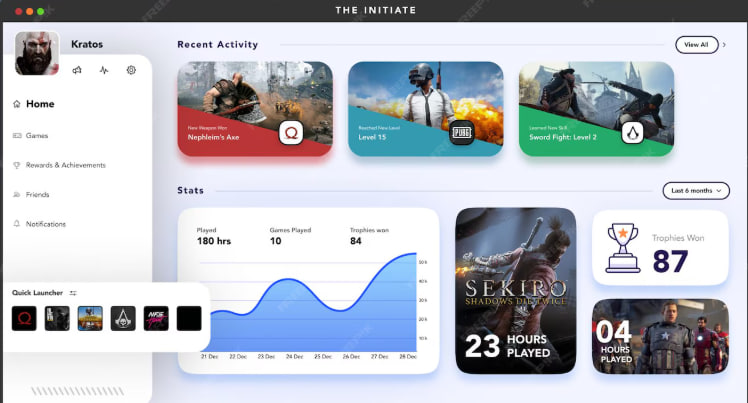 THE INITIATE
Kratos
Home
Games
Rewards & Achievements
Friends
Notifications
Quick Launcher
NFS
Recent Activity
View All
New Weapon Won
Nephleim's Axe
Reached New Level
Level 15
PUBG
Learned New Skill
Sword Fight: Level 2
Stats
Last 6 months
Played
180 hrs
Games Played
10
Trophies won
84
50 h
40 h
30 h
20 h
10 h
21 Dec 22 Dec 23 Dec 24 Dec 25 Dec 26 Dec 27 Dec 28 Dec
SEKIRO
SHADOWS DIE TWICE
23 HOURS
PLAYED
Trophies Won
87
04
HOURS
PLAYED